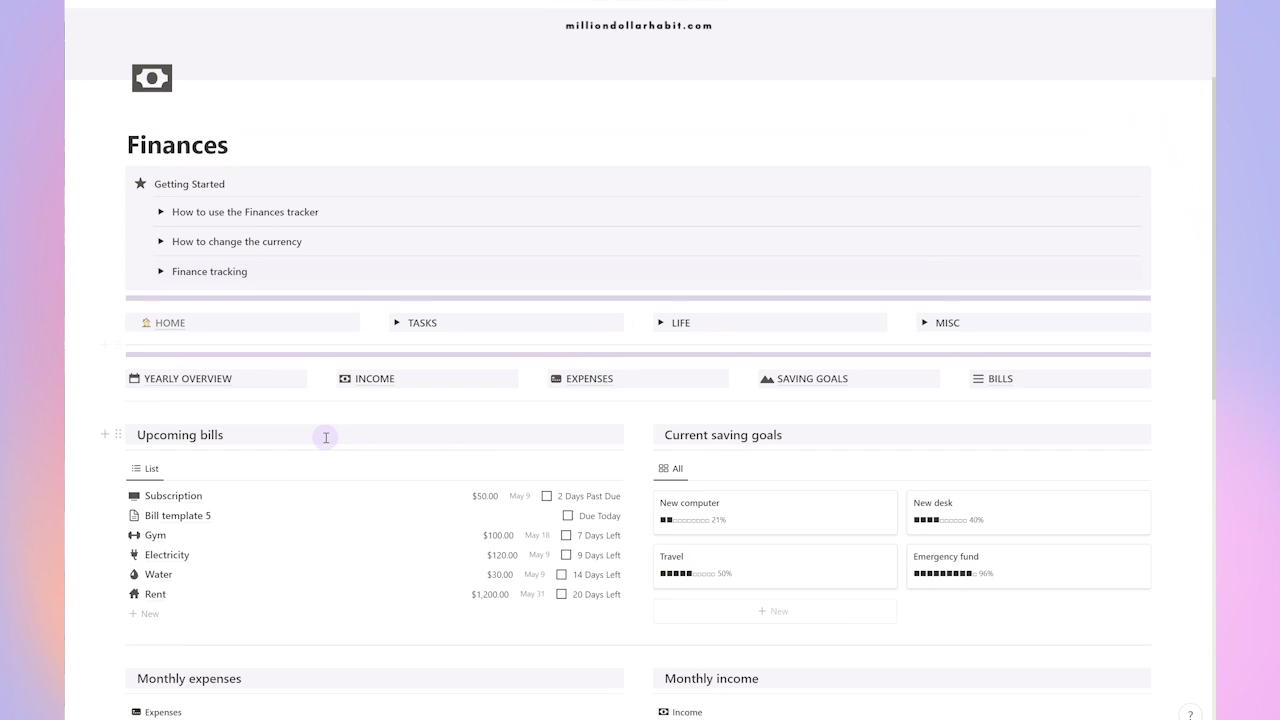 milliondollarhabit.com
Finances
Getting Started
How to use the Finances tracker
How to change the currency
Finance tracking
HOME TASKS LIFE MISC
YEARLY OVERVIEW INCOME EXPENSES SAVING GOALS BILLS
Upcoming bills
List
Subscription $50.00 May 9 2 Days Past Due
Bill template 5 Due Today
Gym $100.00 May 18 7 Days Left
Electricity $120.00 May 9 9 Days Left
Water $30.00 May 9 14 Days Left
Rent $1,200.00 May 31 20 Days Left
+ New
Current saving goals
All
New computer
21%
New desk
40%
Travel
50%
Emergency fund
96%
+ New
Monthly expenses
Expenses
Monthly income
Income
?